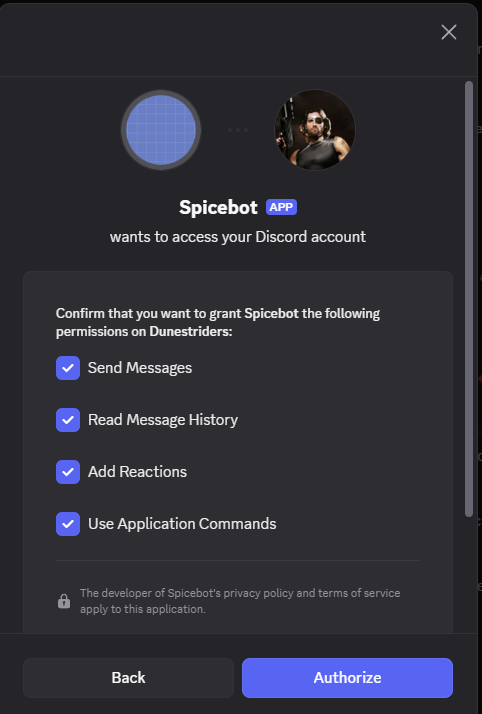 Spicebot APP
wants to access your Discord account
Confirm that you want to grant Spicebot the following
permissions on Dunestriders:
Send Messages
Read Message History
Add Reactions
Use Application Commands
The developer of Spicebot's privacy policy and terms of service
apply to this application.
Back
Authorize